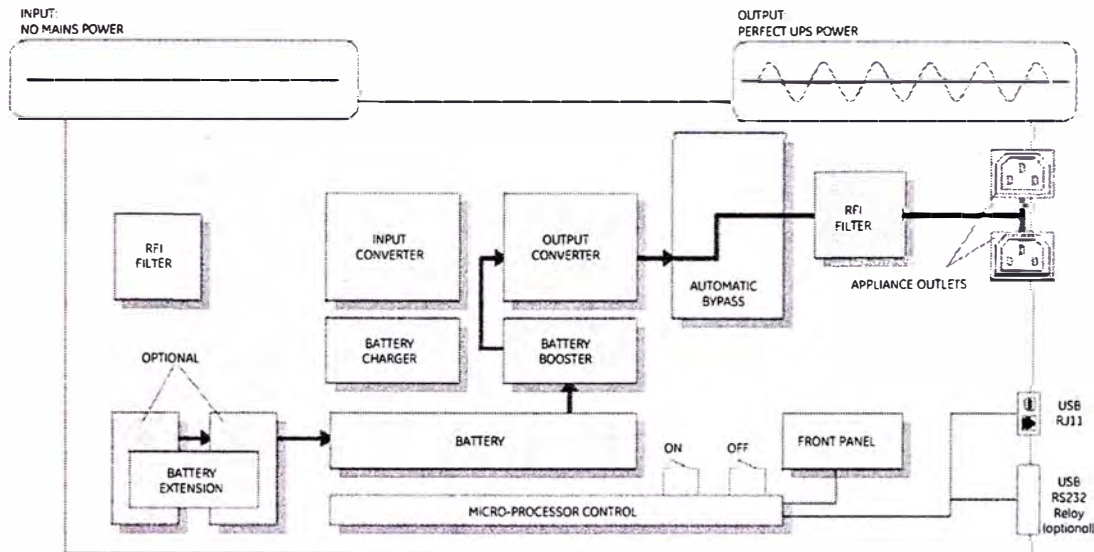 INPUT:
NO MAINS POWER
OUTPUT:
PERFECT UPS POWER
RFI
FILTER
INPUT
CONVERTER
OUTPUT
CONVERTER
AUTOMATIC
BYPASS
RFI
FILTER
APPLIANCE OUTLETS
BATTERY
CHARGER
BATTERY
BOOSTER
OPTIONAL
BATTERY
EXTENSION
BATTERY
ON
OFF
FRONT PANEL
MICRO-PROCESSOR CONTROL
USB
RJ11
USB
RS232
Reloy
(optionol)